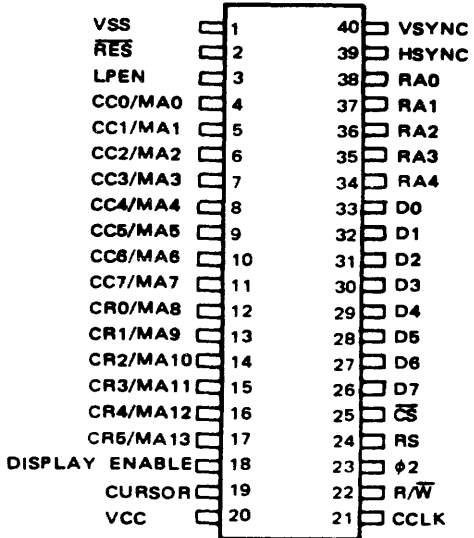 VSS 1 40 VSYNC
R̅E̅S̅ 2 39 HSYNC
LPEN 3 38 RA0
CC0/MA0 4 37 RA1
CC1/MA1 5 36 RA2
CC2/MA2 6 35 RA3
CC3/MA3 7 34 RA4
CC4/MA4 8 33 D0
CC5/MA5 9 32 D1
CC6/MA6 10 31 D2
CC7/MA7 11 30 D3
CR0/MA8 12 29 D4
CR1/MA9 13 28 D5
CR2/MA10 14 27 D6
CR3/MA11 15 26 D7
CR4/MA12 16 25 C̅S̅
CR5/MA13 17 24 RS
DISPLAY ENABLE 18 23 ϕ2
CURSOR 19 22 R/W̅
VCC 20 21 CCLK